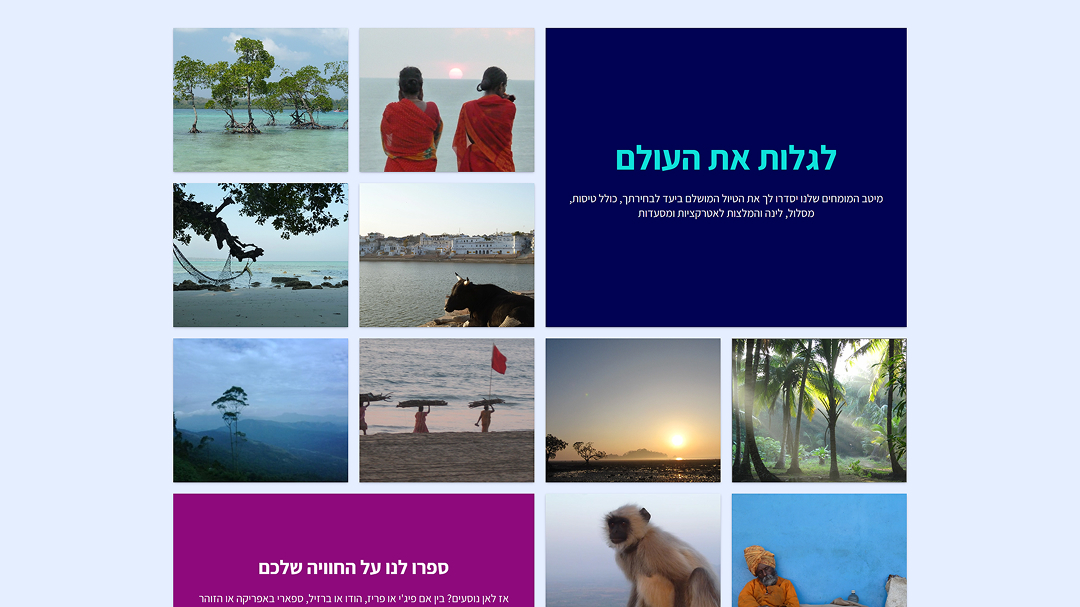 לגלות את העולם
מיטב המומחים שלנו יסדרו לך את הטיול המושלם ביעד לבחירתך, כולל טיסות,
מסלול, לינה והמלצות לאטרקציות ומסעדות
ספרו לנו על החוויה שלכם
אז לאן נוסעים? בין אם פיג'י או פריז, הודו או ברזיל, ספארי באפריקה או הזוהר